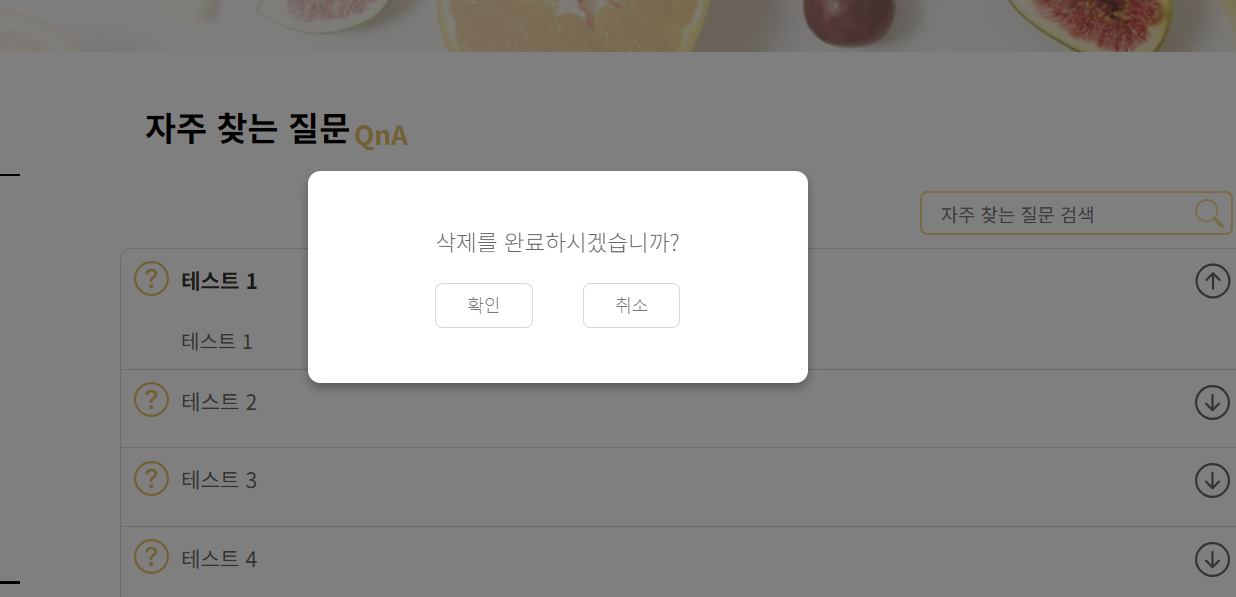 자주 찾는 질문 QnA
자주 찾는 질문 검색
삭제를 완료하시겠습니까?
확인 취소
테스트 1
테스트 1
테스트 2
테스트 3
테스트 4